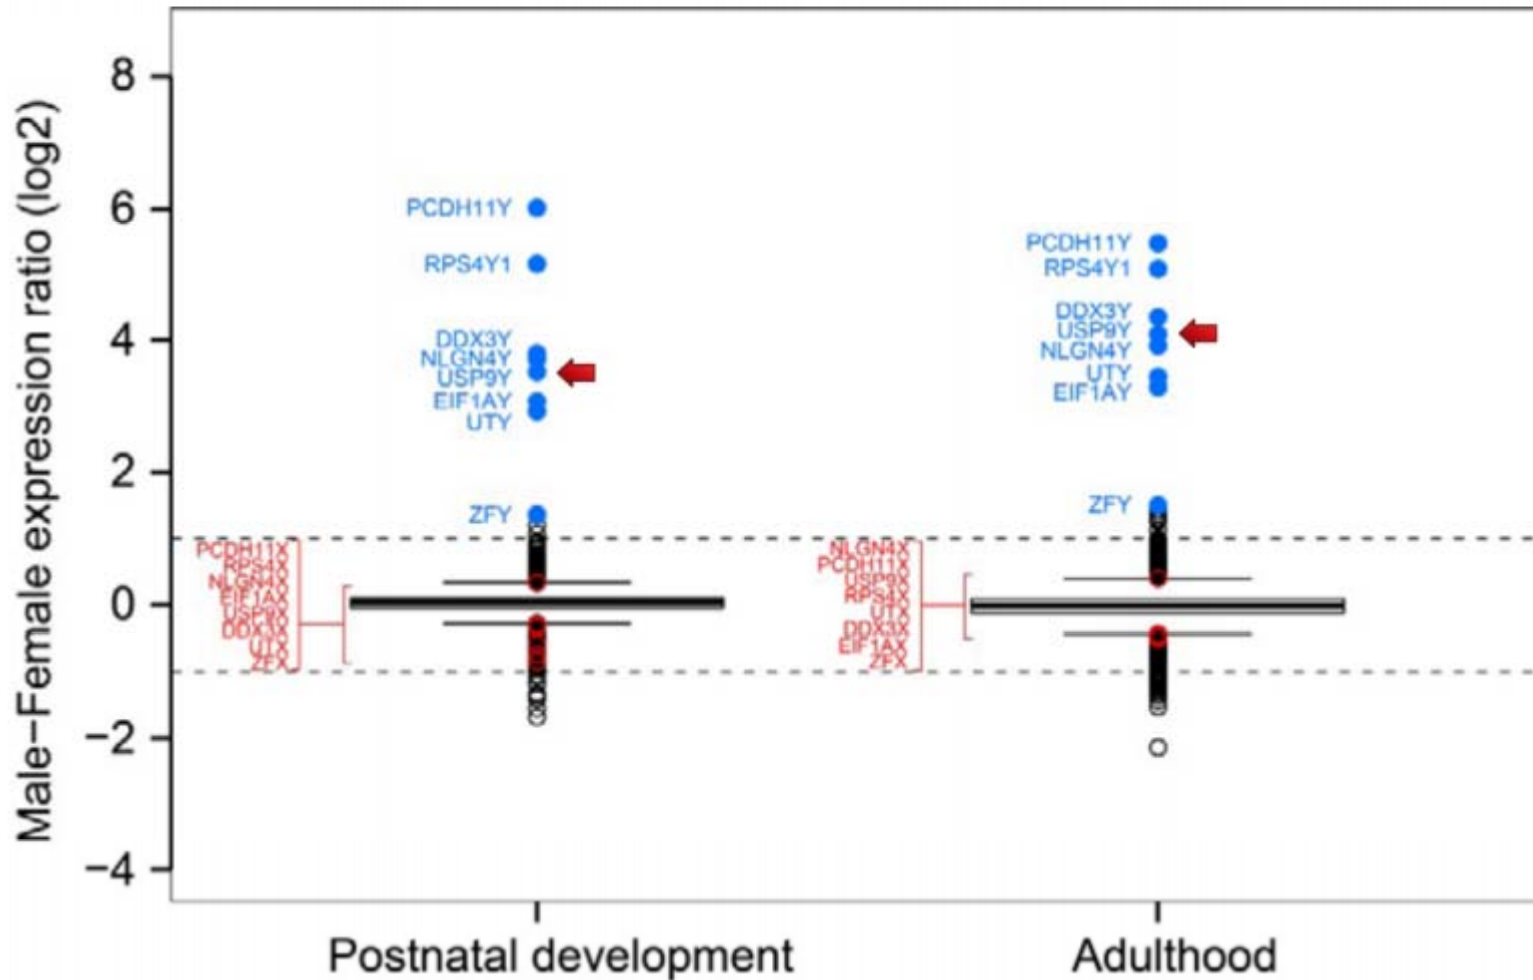 Male−Female expression ratio (log2)
8
6
4
2
0
−2
−4
PCDH11Y
RPS4Y1
DDX3Y
NLGN4Y
USP9Y
EIF1AY
UTY
ZFY
PCDH11X
RPS4X
NLGN4X
EIF1AX
USP9X
DDX3X
UTX
ZFX
PCDH11Y
RPS4Y1
DDX3Y
USP9Y
NLGN4Y
UTY
EIF1AY
ZFY
NLGN4X
PCDH11X
USP9X
RPS4X
UTX
DDX3X
EIF1AX
ZFX
Postnatal development
Adulthood